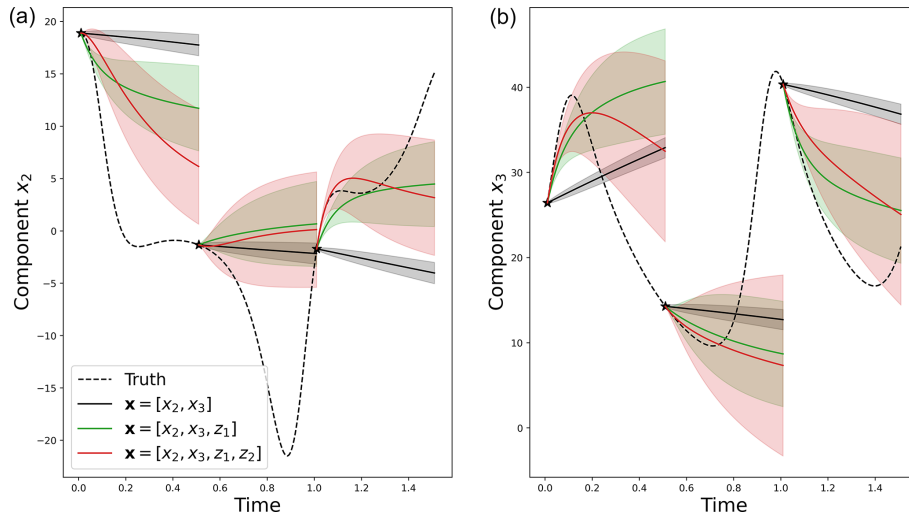 (a)
20
15
10
5
0
−5
−10
−15
−20
Component x₂
0.0 0.2 0.4 0.6 0.8 1.0 1.2 1.4
Time
Truth
x = [x₂, x₃]
x = [x₂, x₃, z₁]
x = [x₂, x₃, z₁, z₂]
(b)
40
30
20
10
0
Component x₃
0.0 0.2 0.4 0.6 0.8 1.0 1.2 1.4
Time